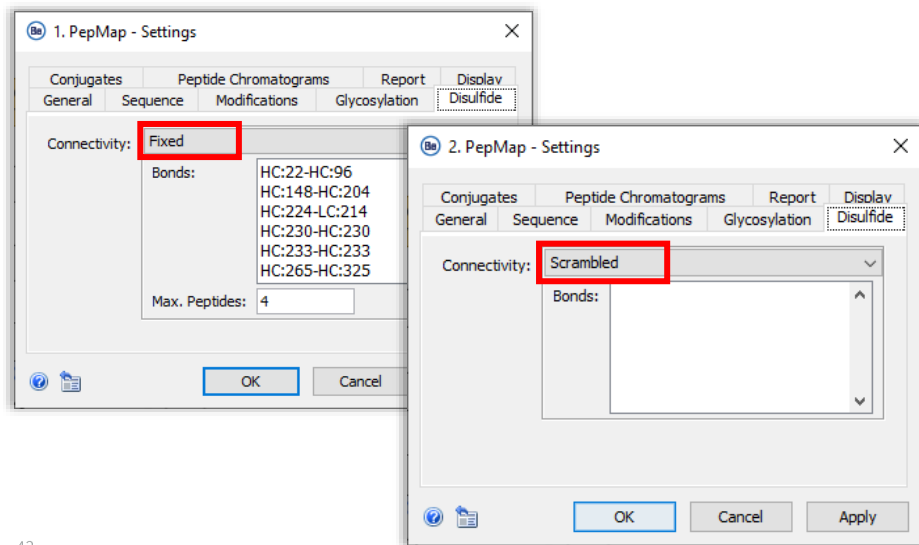 Be 1. PepMap - Settings
Conjugates Peptide Chromatograms Report Display
General Sequence Modifications Glycosylation Disulfide
Connectivity: Fixed
Bonds: HC:22-HC:96
HC:148-HC:204
HC:224-LC:214
HC:230-HC:230
HC:233-HC:233
HC:265-HC:325
Max. Peptides: 4
OK Cancel
Be 2. PepMap - Settings
Conjugates Peptide Chromatograms Report Display
General Sequence Modifications Glycosylation Disulfide
Connectivity: Scrambled
Bonds:
OK Cancel Apply